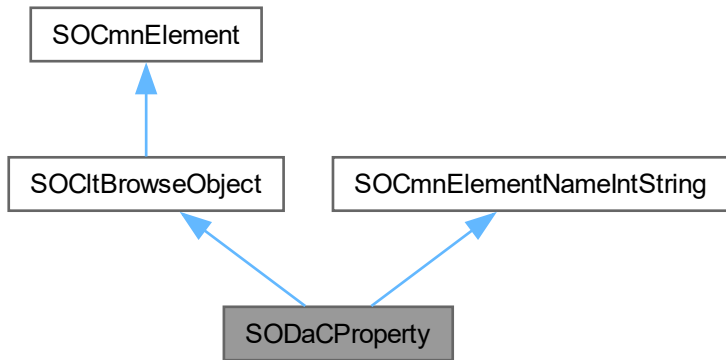 SOCmnElement
SOCltBrowseObject
SOCmnElementNameIntString
SODaCProperty